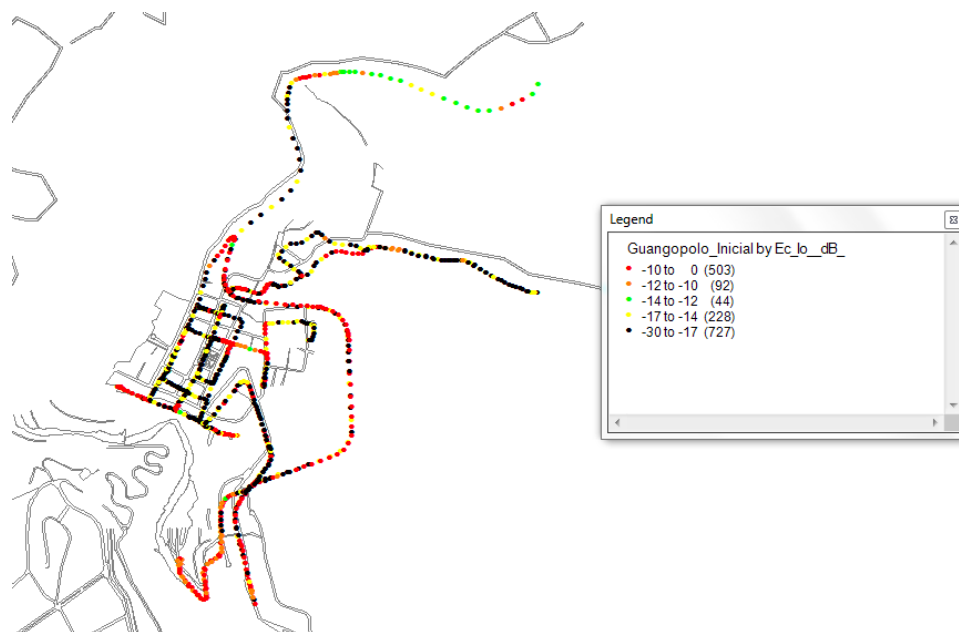 Legend
Guangopolo_Inicial by Ec_Io__dB_
-10 to 0 (503)
-12 to -10 (92)
-14 to -12 (44)
-17 to -14 (228)
-30 to -17 (727)